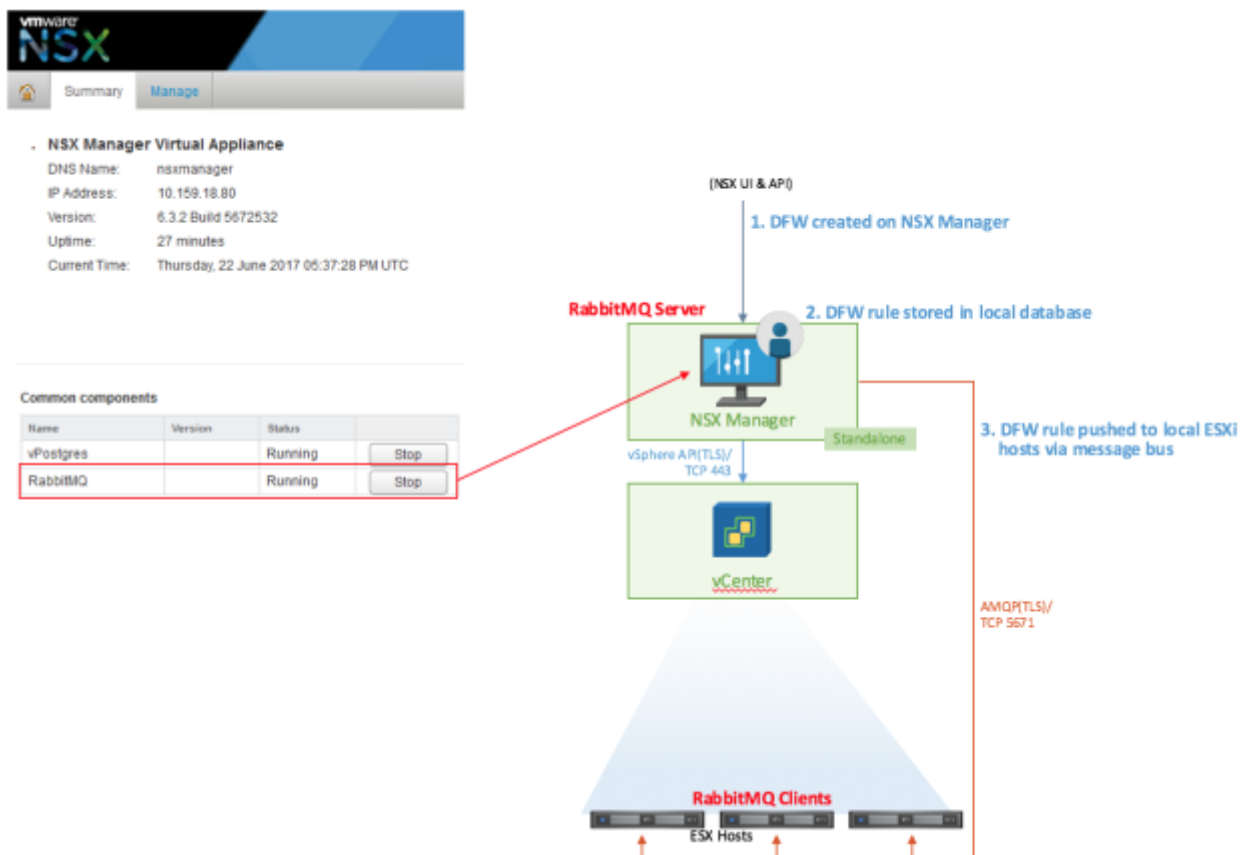 vmware
NSX
Summary Manage
NSX Manager Virtual Appliance
DNS Name: nsxmanager
IP Address: 10.159.18.80
Version: 6.3.2 Build 5672532
Uptime: 27 minutes
Current Time: Thursday, 22 June 2017 05:37:28 PM UTC
Common components
Name Version Status
vPostgres Running Stop
RabbitMQ Running Stop
(NSX UI & API)
1. DFW created on NSX Manager
RabbitMQ Server
2. DFW rule stored in local database
NSX Manager
Standalone
3. DFW rule pushed to local ESXi
hosts via message bus
vSphere API(TLS)/
TCP 443
vCenter
AMQP(TLS)/
TCP 5671
RabbitMQ Clients
ESX Hosts